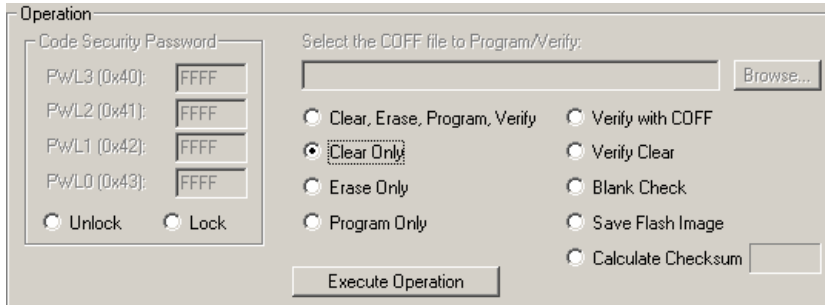 Operation
Code Security Password
PWL3 (0x40): FFFF
PWL2 (0x41): FFFF
PWL1 (0x42): FFFF
PWL0 (0x43): FFFF
Unlock Lock
Select the COFF file to Program/Verify:
Browse...
Clear, Erase, Program, Verify
Clear Only
Erase Only
Program Only
Verify with COFF
Verify Clear
Blank Check
Save Flash Image
Calculate Checksum
Execute Operation